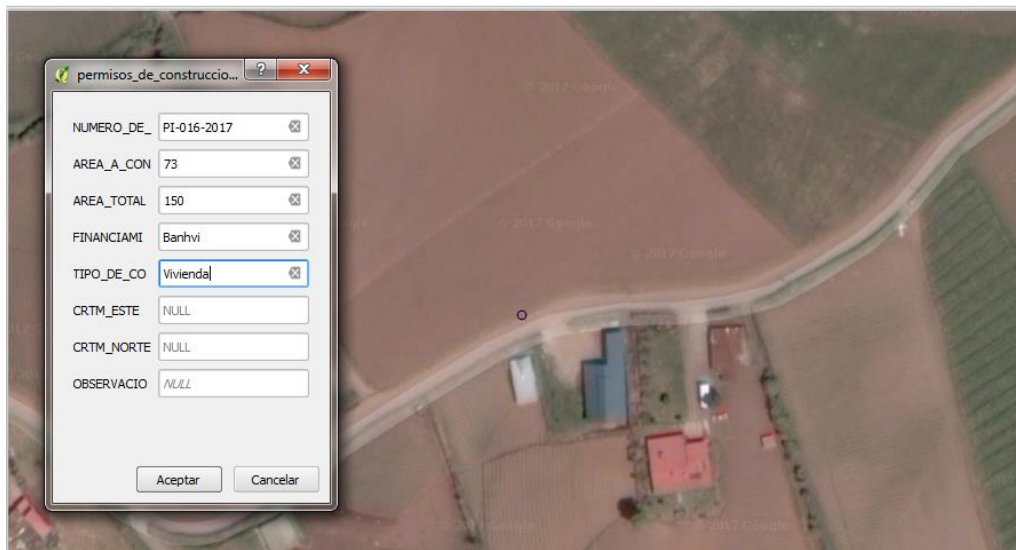 permisos_de_construccio...
NUMERO_DE_ PI-016-2017
AREA_A_CON 73
AREA_TOTAL 150
FINANCIAMI Banhvi
TIPO_DE_CO Vivienda
CRTM_ESTE NULL
CRTM_NORTE NULL
OBSERVACIO NULL
Aceptar Cancelar
© 2017 Google
© 2017 Google
© 2017 Google
© 2017 Google